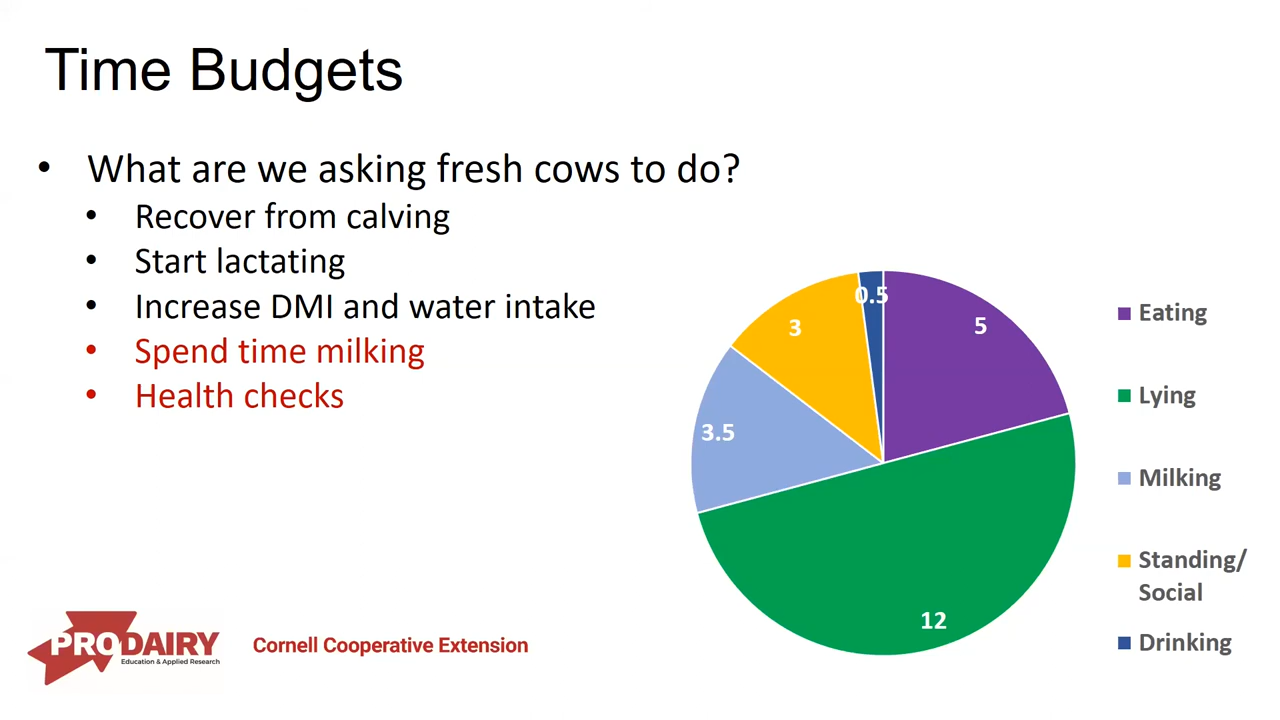 Time Budgets
• What are we asking fresh cows to do?
• Recover from calving
• Start lactating
• Increase DMI and water intake
• Spend time milking
• Health checks
0.5
5
3
3.5
12
Eating
Lying
Milking
Standing/
Social
Drinking
PRODAIRY
Education & Applied Research
Cornell Cooperative Extension